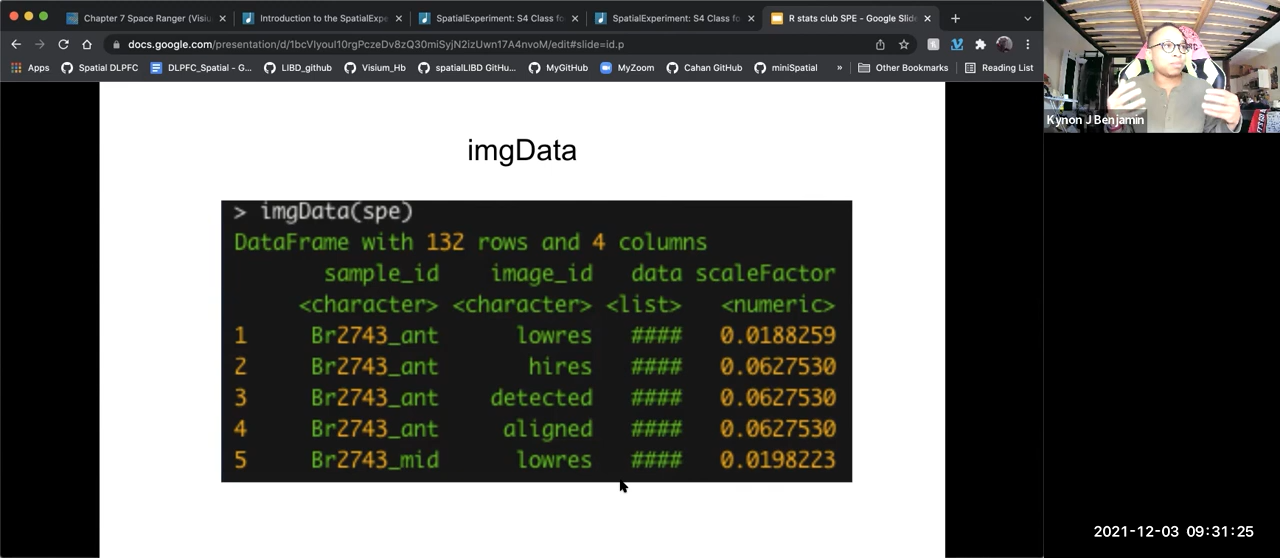 Chapter 7 Space Ranger (Visiu
Introduction to the SpatialExpe
SpatialExperiment: S4 Class fo
SpatialExperiment: S4 Class fo
R stats club SPE - Google Slide
docs.google.com/presentation/d/1bcVIyouI10rgPczeDv8zQ30miSyjN2izUwn17A4nvoM/edit#slide=id.p
Apps
Spatial DLPFC
DLPFC_Spatial - G...
LIBD_github
Visium_Hb
spatialLIBD GitHu...
MyGitHub
MyZoom
Cahan GitHub
miniSpatial
»
Other Bookmarks
Reading List
Kynon J Benjamin
imgData
> imgData(spe)
DataFrame with 132 rows and 4 columns
sample_id image_id data scaleFactor
<character> <character> <list> <numeric>
1 Br2743_ant lowres #### 0.0188259
2 Br2743_ant hires #### 0.0627530
3 Br2743_ant detected #### 0.0627530
4 Br2743_ant aligned #### 0.0627530
5 Br2743_mid lowres #### 0.0198223
2021-12-03 09:31:25